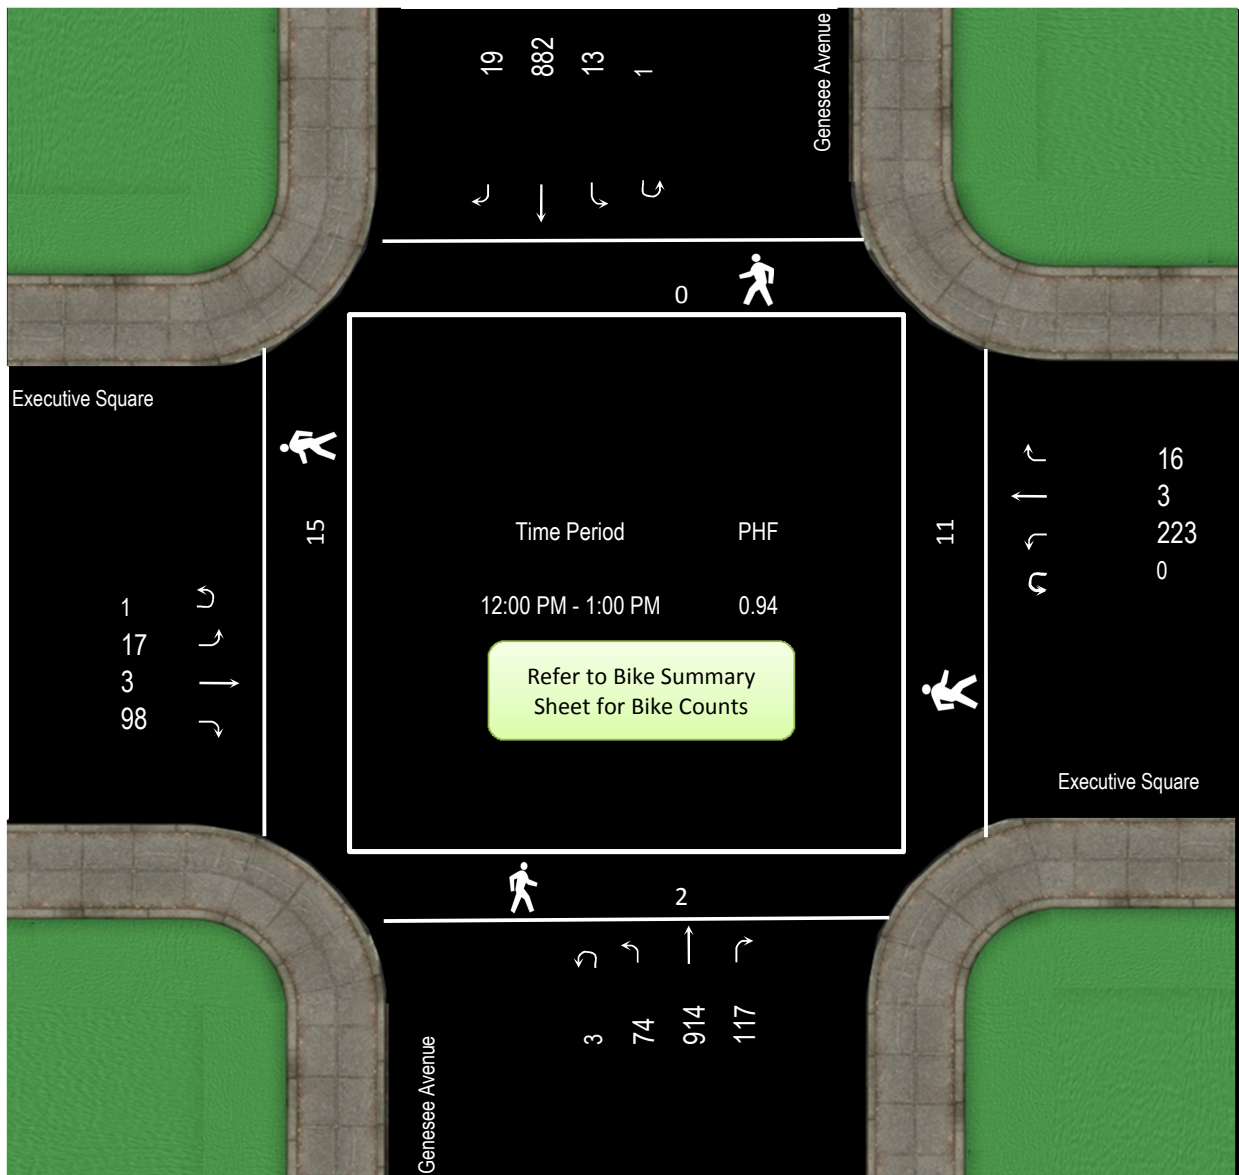 19
882
13
1
Genesee Avenue
0
Executive Square
15
11
16
3
223
0
Time Period PHF
12:00 PM - 1:00 PM 0.94
Refer to Bike Summary
Sheet for Bike Counts
1
17
3
98
Executive Square
2
3
74
914
117
Genesee Avenue